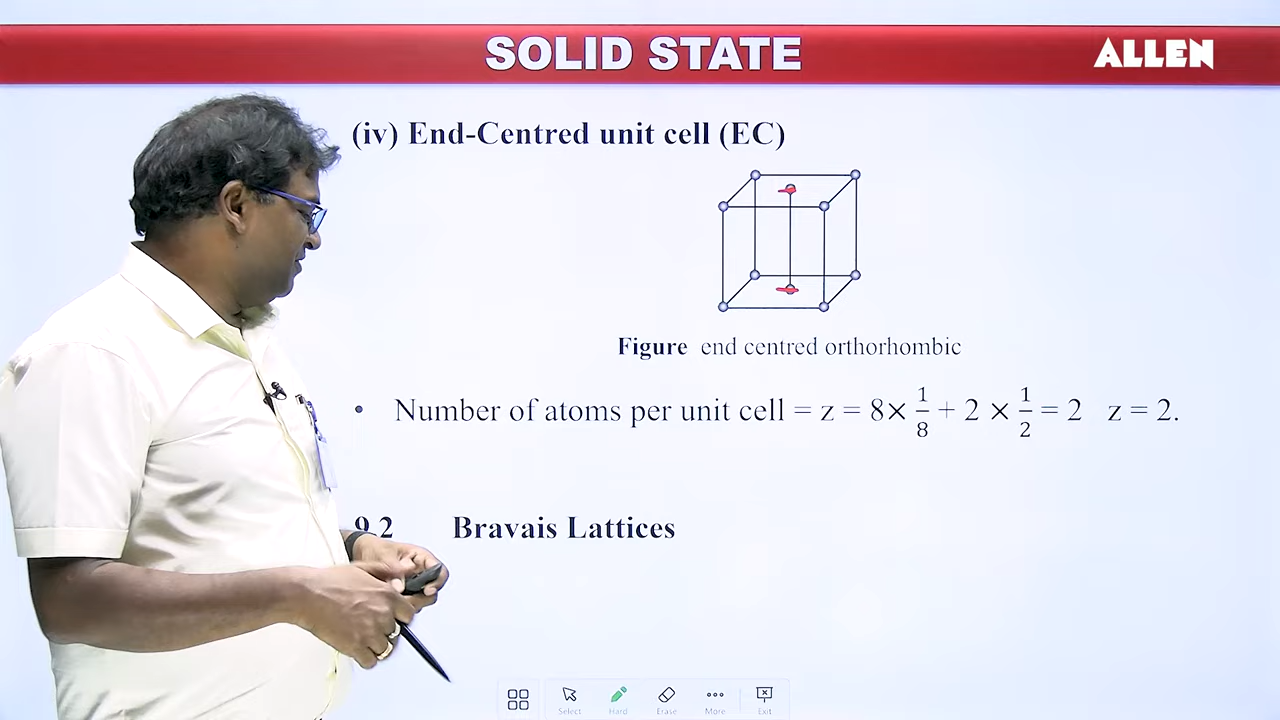 SOLID STATE
ALLEN
(iv) End-Centred unit cell (EC)
Figure end centred orthorhombic
• Number of atoms per unit cell = z = 8× 1/8 + 2 × 1/2 = 2 z = 2.
9.2 Bravais Lattices
Select Hard Erase More Exit